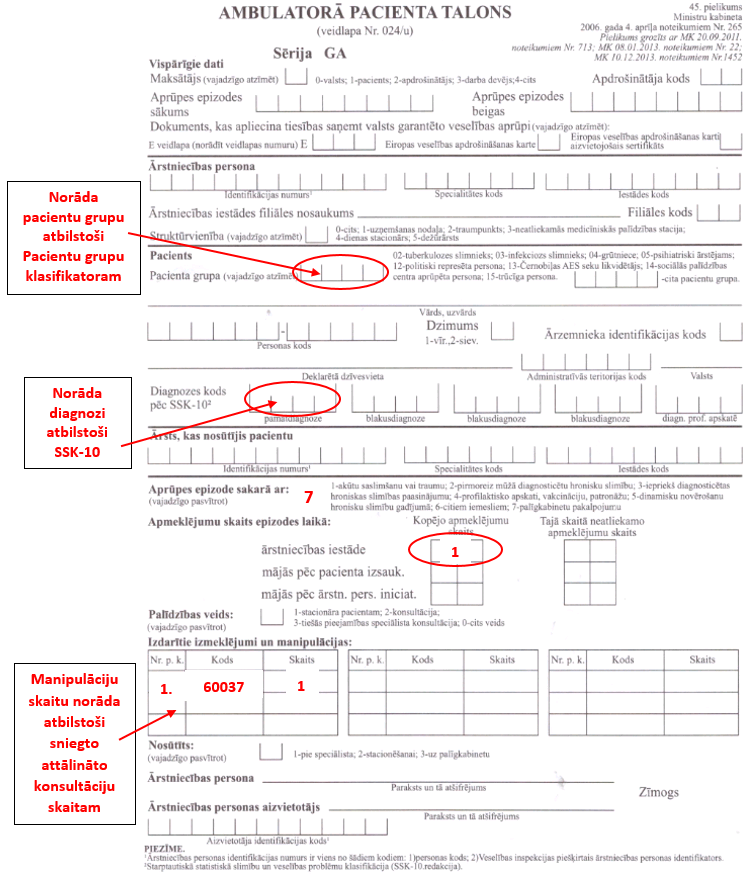 AMBULATORĀ PACIENTA TALONS
(veidlapa Nr. 024/u)
Sērija GA
45. pielikums
Ministru kabineta
2006. gada 4. aprīļa noteikumiem Nr. 265
Pielikums grozīts ar MK 20.09.2011.
noteikumiem Nr. 713; MK 08.01.2013. noteikumiem Nr. 22;
MK 10.12.2013. noteikumiem Nr.1452
Vispārīgie dati
Maksātājs (vajadzīgo atzīmēt) 0-valsts; 1-pacients; 2-apdrošinātājs; 3-darba devējs;4-cits Apdrošinātāja kods
Aprūpes epizodes sākums
Aprūpes epizodes beigas
Dokuments, kas apliecina tiesības saņemt valsts garantēto veselības aprūpi(vajadzīgo atzīmēt):
E veidlapa (norādīt veidlapas numuru) E Eiropas veselības apdrošināšanas karte Eiropas veselības apdrošināšanas karti aizvietojošais sertifikāts
Ārstniecības persona
Identifikācijas numurs¹ Specialitātes kods Iestādes kods
Ārstniecības iestādes filiāles nosaukums Filiāles kods
Struktūrvienība (vajadzīgo atzīmēt) 0-cits; 1-uzņemšanas nodaļa; 2-traumpunkts; 3-neatliekamās medicīniskās palīdzības stacija;
4-dienas stacionārs; 5-dežūrārsts
Norāda
pacientu grupu
atbilstoši
Pacientu grupu
klasifikatoram
Pacients
Pacienta grupa (vajadzīgo atzīmēt)
02-tuberkulozes slimnieks; 03-infekciozs slimnieks; 04-grūtniece; 05-psihiatriski ārstējams;
12-politiski represēta persona; 13-Černobiļas AES seku likvidētājs; 14-sociālās palīdzības
centra aprūpēta persona; 15-trūcīga persona. -cita pacientu grupa.
Vārds, uzvārds
Personas kods
Dzimums
1-vīr.,2-siev.
Ārzemnieka identifikācijas kods
Deklarētā dzīvesvieta Administratīvās teritorijas kods Valsts
Norāda
diagnozi
atbilstoši
SSK-10
Diagnozes kods
pēc SSK-10²
pamatdiagnoze blakusdiagnoze blakusdiagnoze blakusdiagnoze diagn. prof. apskatē
Ārsts, kas nosūtījis pacientu
Identifikācijas numurs¹ Specialitātes kods Iestādes kods
Aprūpes epizode sakarā ar:
(vajadzīgo pasvītrot)
7
1-akūtu saslimšanu vai traumu; 2-pirmoreiz mūžā diagnosticētu hronisku slimību; 3-iepriekš diagnosticētas
hroniskas slimības paasinājumu; 4-profilaktisko apskati, vakcināciju, patronāžu; 5-dinamisku novērošanu
hronisku slimību gadījumā; 6-citiem iemesliem; 7-palīgkabinetu pakalpojumu
Apmeklējumu skaits epizodes laikā:
Kopējo apmeklējumu
skaits
Tajā skaitā neatliekamo
apmeklējumu skaits
ārstniecības iestāde 1
mājās pēc pacienta izsauk.
mājās pēc ārstn. pers. iniciat.
Palīdzības veids:
(vajadzīgo pasvītrot)
1-stacionāra pacientam; 2-konsultācija;
3-tiešās pieejamības speciālista konsultācija; 0-cits veids
Izdarītie izmeklējumi un manipulācijas:
Nr. p. k. Kods Skaits Nr. p. k. Kods Skaits Nr. p. k. Kods Skaits
1. 60037 1
Manipulāciju
skaitu norāda
atbilstoši
sniegto
attālināto
konsultāciju
skaitam
Nosūtīts:
(vajadzīgo pasvītrot)
1-pie speciālista; 2-stacionēšanai; 3-uz palīgkabinetu
Ārstniecības persona
Paraksts un tā atšifrējums
Zīmogs
Ārstniecības personas aizvietotājs
Paraksts un tā atšifrējums
Aizvietotāja identifikācijas kods¹
PIEZĪME.
¹Ārstniecības personas identifikācijas numurs ir viens no šādiem kodiem: 1)personas kods; 2)Veselības inspekcijas piešķirtais ārstniecības personas identifikators.
²Starptautiskā statistiskā slimību un veselības problēmu klasifikācija (SSK-10.redakcija).